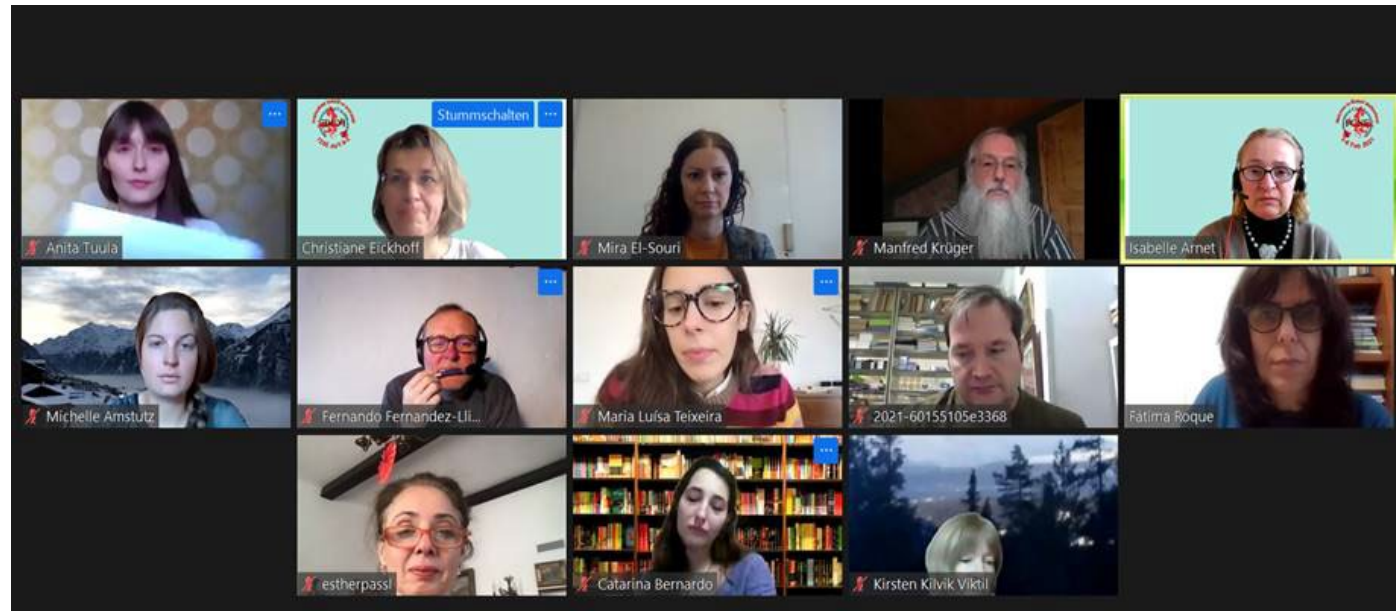 Stummschalten
Anita Tuula
Christiane Eickhoff
Mira El-Souri
Manfred Krüger
Isabelle Arnet
Michelle Amstutz
Fernando Fernandez-Lli...
Maria Luísa Teixeira
2021-60155105e3368
Fátima Roque
estherpassl
Catarina Bernardo
Kirsten Kilvik Viktil